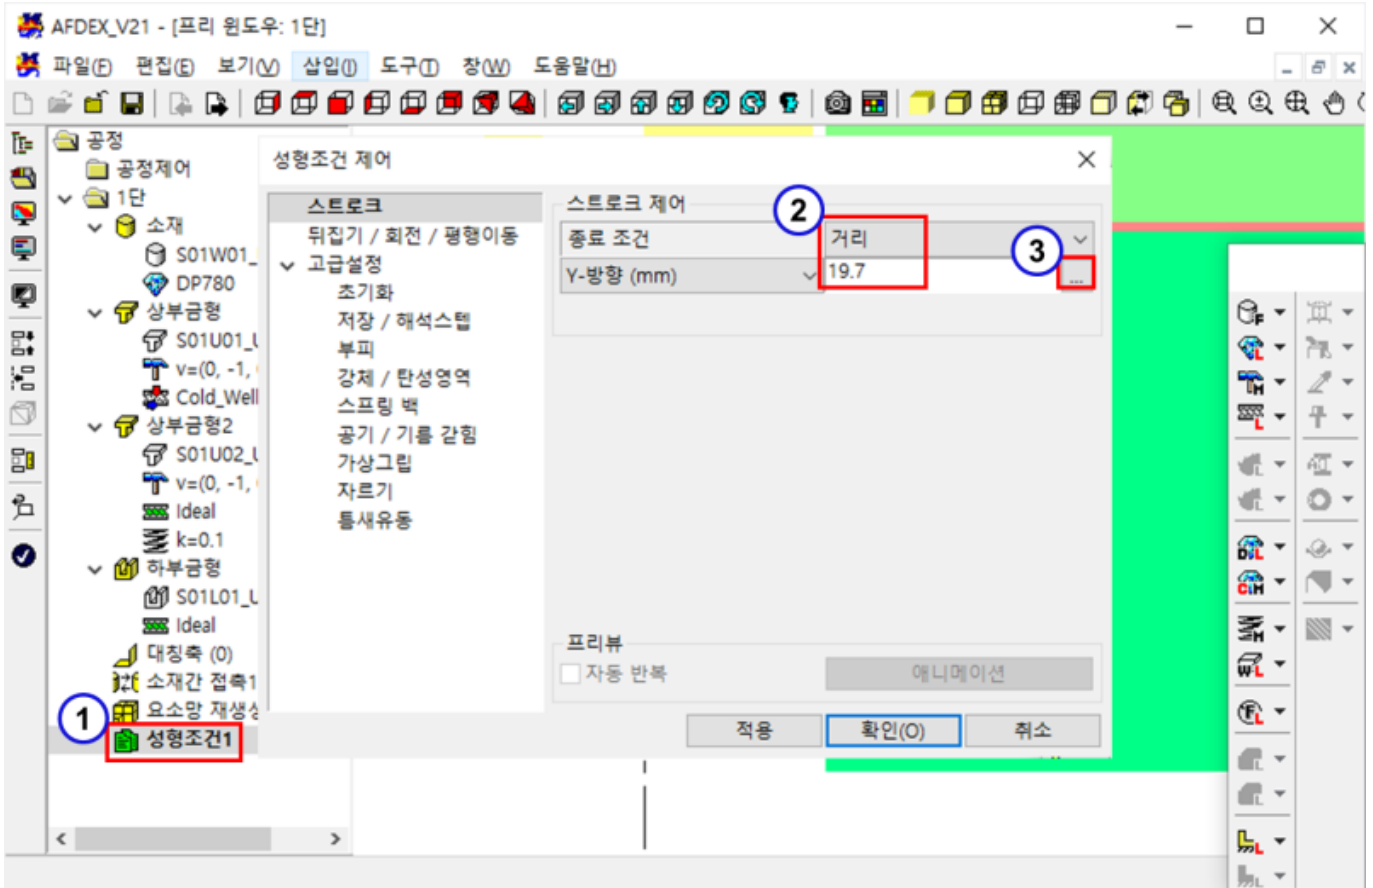 AFDEX_V21 - [프리 윈도우: 1단]
파일(F) 편집(E) 보기(V) 삽입(I) 도구(T) 창(W) 도움말(H)
공정
공정제어
1단
소재
S01W01_
DP780
상부금형
S01U01_U
v=(0, -1,
Cold_Well
상부금형2
S01U02_U
v=(0, -1,
Ideal
k=0.1
하부금형
S01L01_U
Ideal
대칭축 (0)
소재간 접촉1
요소망 재생성
1
성형조건1
성형조건 제어
스트로크
뒤집기 / 회전 / 평행이동
고급설정
초기화
저장 / 해석스텝
부피
강체 / 탄성영역
스프링 백
공기 / 기름 갇힘
가상그립
자르기
틈새유동
스트로크 제어
2
종료 조건 거리
3
Y-방향 (mm) 19.7 ...
프리뷰
자동 반복 애니메이션
적용 확인(O) 취소